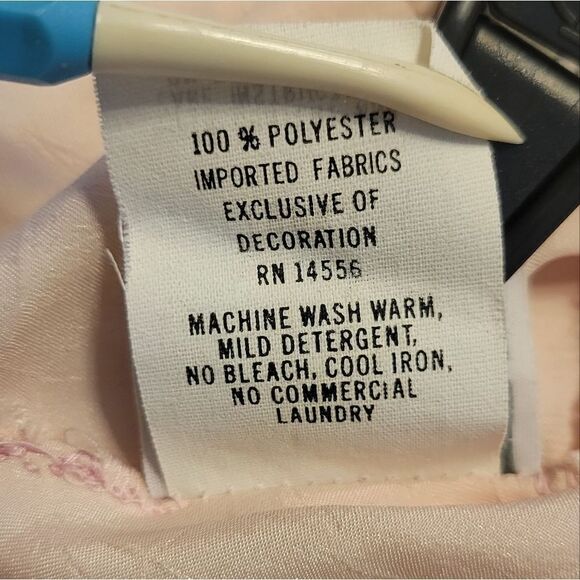 100 % POLYESTER
IMPORTED FABRICS
EXCLUSIVE OF
DECORATION
RN 14556
MACHINE WASH WARM,
MILD DETERGENT,
NO BLEACH, COOL IRON,
NO COMMERCIAL
LAUNDRY